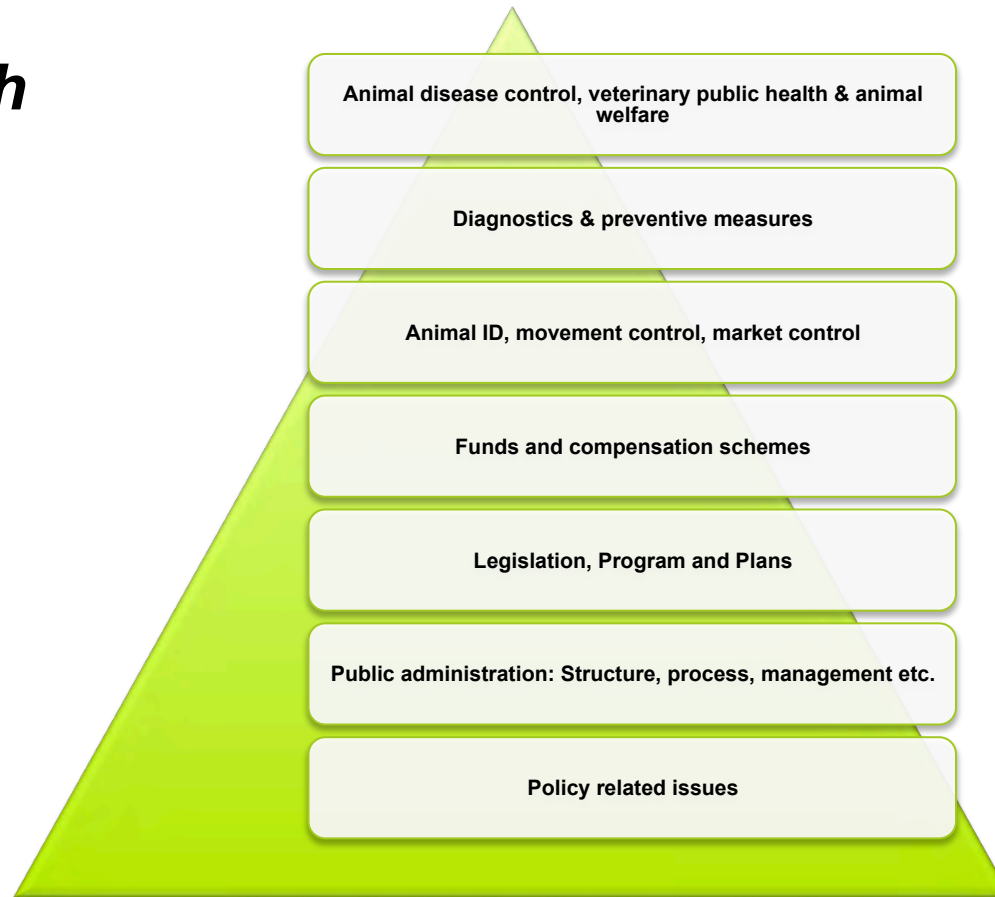 h
Animal disease control, veterinary public health & animal
welfare
Diagnostics & preventive measures
Animal ID, movement control, market control
Funds and compensation schemes
Legislation, Program and Plans
Public administration: Structure, process, management etc.
Policy related issues